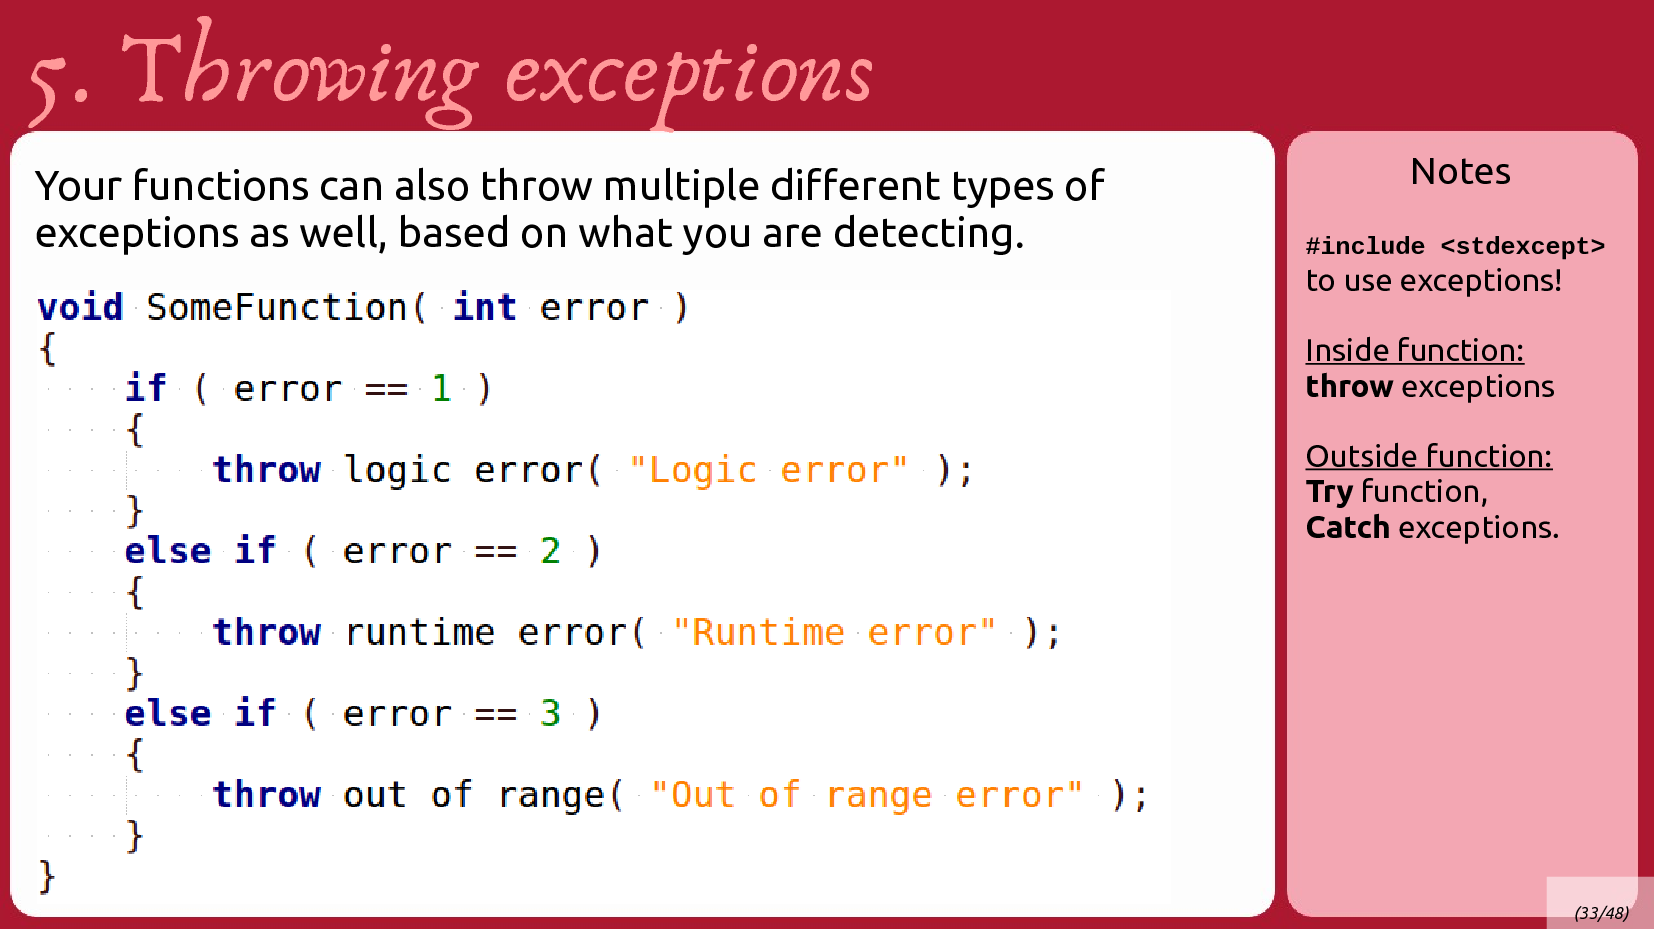 5. Throwing exceptions
Your functions can also throw multiple different types of
exceptions as well, based on what you are detecting.
void SomeFunction( int error )
{
    if ( error == 1 )
    {
        throw logic error( "Logic error" );
    }
    else if ( error == 2 )
    {
        throw runtime error( "Runtime error" );
    }
    else if ( error == 3 )
    {
        throw out of range( "Out of range error" );
    }
}
Notes
#include <stdexcept>
to use exceptions!
Inside function:
throw exceptions
Outside function:
Try function,
Catch exceptions.
(33/48)